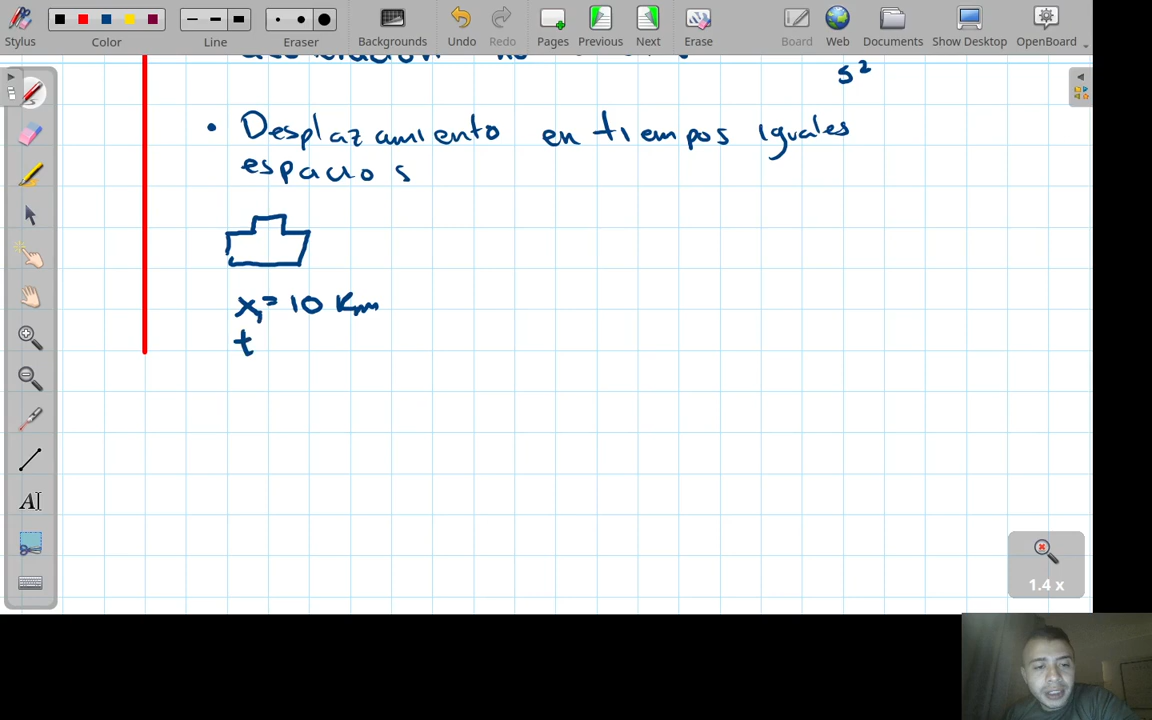 Stylus Color Line Eraser Backgrounds Undo Redo Pages Previous Next Erase Board Web Documents Show Desktop OpenBoard
s²
• Desplazamiento en tiempos iguales
espacios
x₁= 10 Km
t
1.4 x